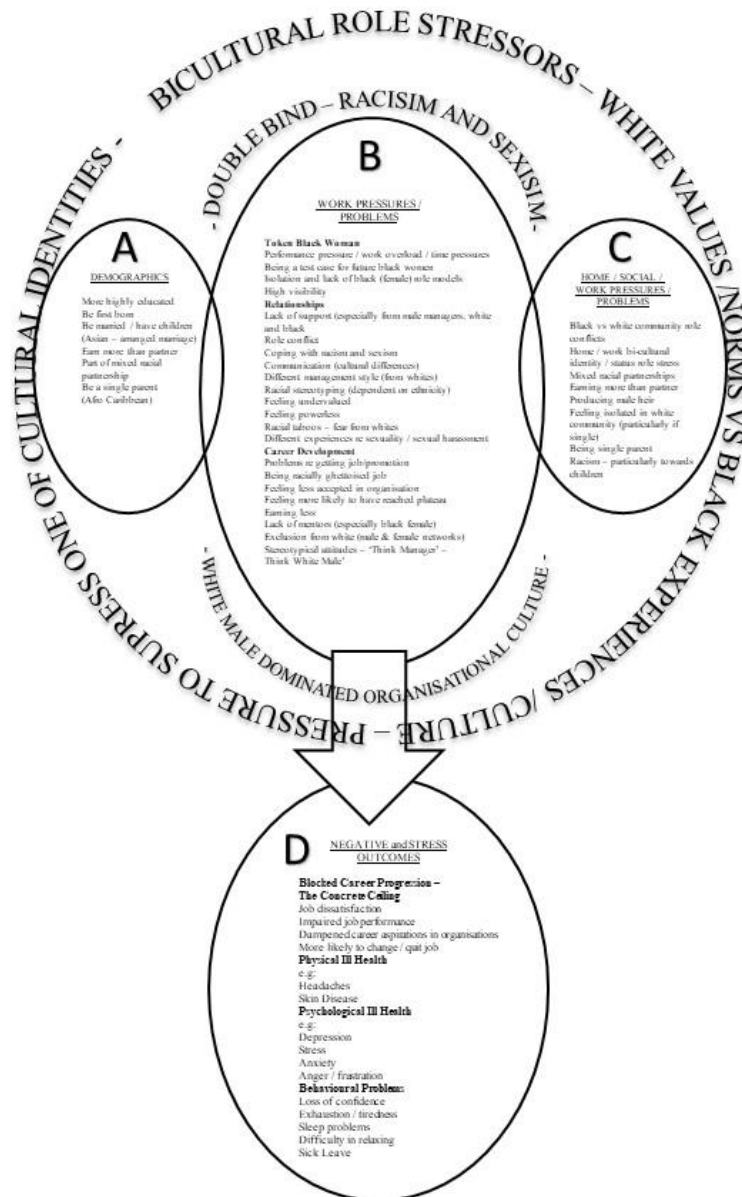 BICULTURAL ROLE STRESSORS – WHITE VALUES /NORMS VS BLACK EXPERIENCES /CULTURE – PRESSURE TO SUPRESS ONE OF CULTURAL IDENTITIES -
- DOUBLE BIND – RACISIM AND SEXISIM -
A
DEMOGRAPHICS
More highly educated
Be first born
Be married / have children
(Asian – arranged marriage)
Earn more than partner
Part of mixed racial
partnership
Be a single parent
(Afro Caribbean)
B
WORK PRESSURES /
PROBLEMS
Token Black Woman
Performance pressure / work overload / time pressures
Being a test case for future black women
Isolation and lack of black (female) role models
High visibility
Relationships
Lack of support (especially from male managers, white
and black
Role conflict
Coping with racism and sexism
Communication (cultural differences)
Different management style (from whites)
Racial stereotyping (dependent on ethnicity)
Feeling undervalued
Feeling powerless
Racial taboos – fear from whites
Different experiences re sexuality / sexual harassment
Career Development
Problems re getting job/promotion
Being racially ghettoised job
Feeling less accepted in organisation
Feeling more likely to have reached plateau
Earning less
Lack of mentors (especially black female)
Exclusion from white (male & female networks)
Stereotypical attitudes – ‘Think Manager’ –
Think White Male’
C
HOME / SOCIAL /
WORK PRESSURES /
PROBLEMS
Black vs white community role
conflicts
Home / work bi-cultural
identity / status role stress
Mixed racial partnerships
Earning more than partner
Producing male heir
Feeling isolated in white
community (particularly if
single)
Being single parent
Racism – particularly towards
children
- WHITE MALE DOMINATED ORGANISATIONAL CULTURE -
D
NEGATIVE and STRESS
OUTCOMES
Blocked Career Progression –
The Concrete Ceiling
Job dissatisfaction
Impaired job performance
Dampened career aspirations in organisations
More likely to change / quit job
Physical Ill Health
e.g:
Headaches
Skin Disease
Psychological Ill Health
e.g:
Depression
Stress
Anxiety
Anger / frustration
Behavioural Problems
Loss of confidence
Exhaustion / tiredness
Sleep problems
Difficulty in relaxing
Sick Leave